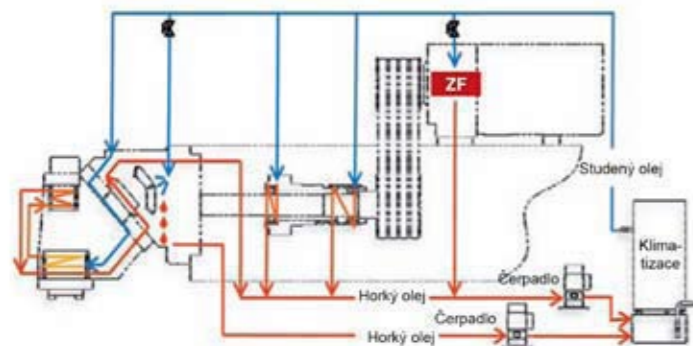 ZF
Studený olej
Klima-
tizace
Čerpadlo
Horký olej
Čerpadlo
Horký olej